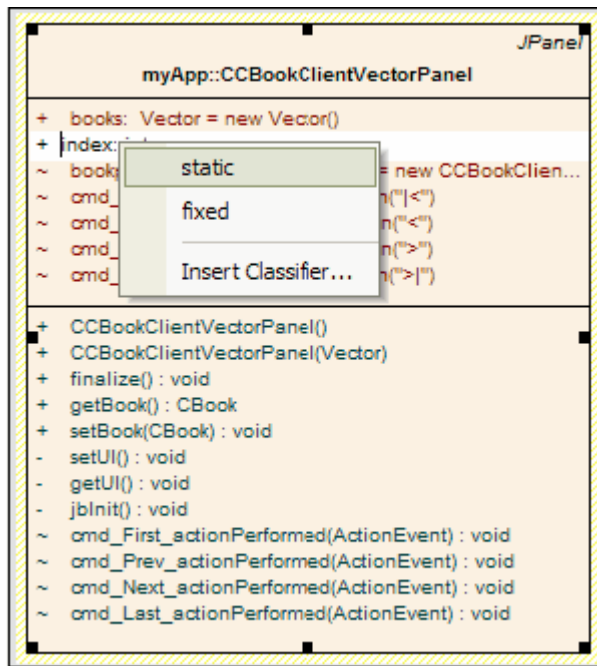 JPanel
myApp::CCBookClientVectorPanel
+ books: Vector = new Vector()
+ index:
static
~ = new CCBookClien...
~ cmd_ n("|<")
fixed
~ cmd_ n("<")
~ cmd_ n(">")
Insert Classifier...
~ cmd_ n(">|")
+ CCBookClientVectorPanel()
+ CCBookClientVectorPanel(Vector)
+ finalize() : void
+ getBook() : CBook
+ setBook(CBook) : void
- setUI() : void
- getUI() : void
- jbInit() : void
~ cmd_First_actionPerformed(ActionEvent) : void
~ cmd_Prev_actionPerformed(ActionEvent) : void
~ cmd_Next_actionPerformed(ActionEvent) : void
~ cmd_Last_actionPerformed(ActionEvent) : void